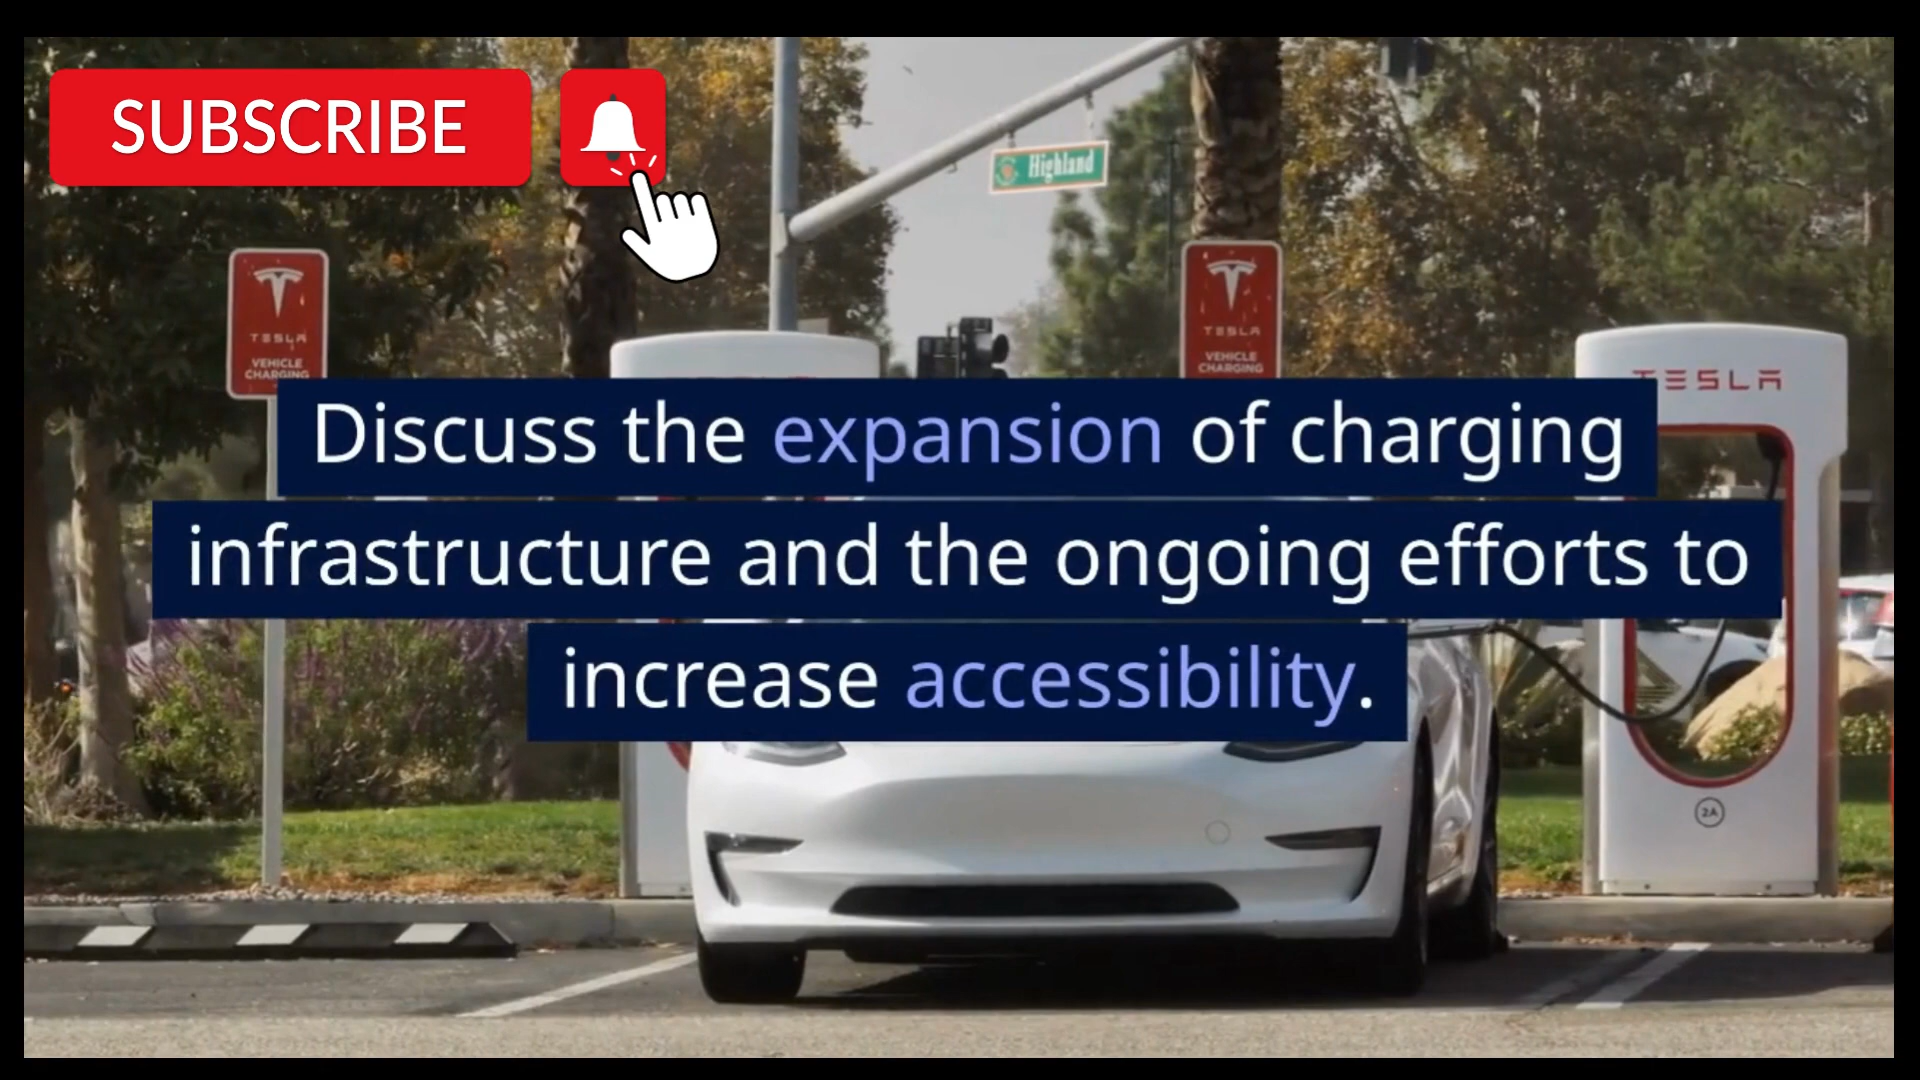 SUBSCRIBE
Highland
TESLA
VEHICLE
CHARGING
TESLA
VEHICLE
CHARGING
TESLA
Discuss the expansion of charging
infrastructure and the ongoing efforts to
increase accessibility.
2A